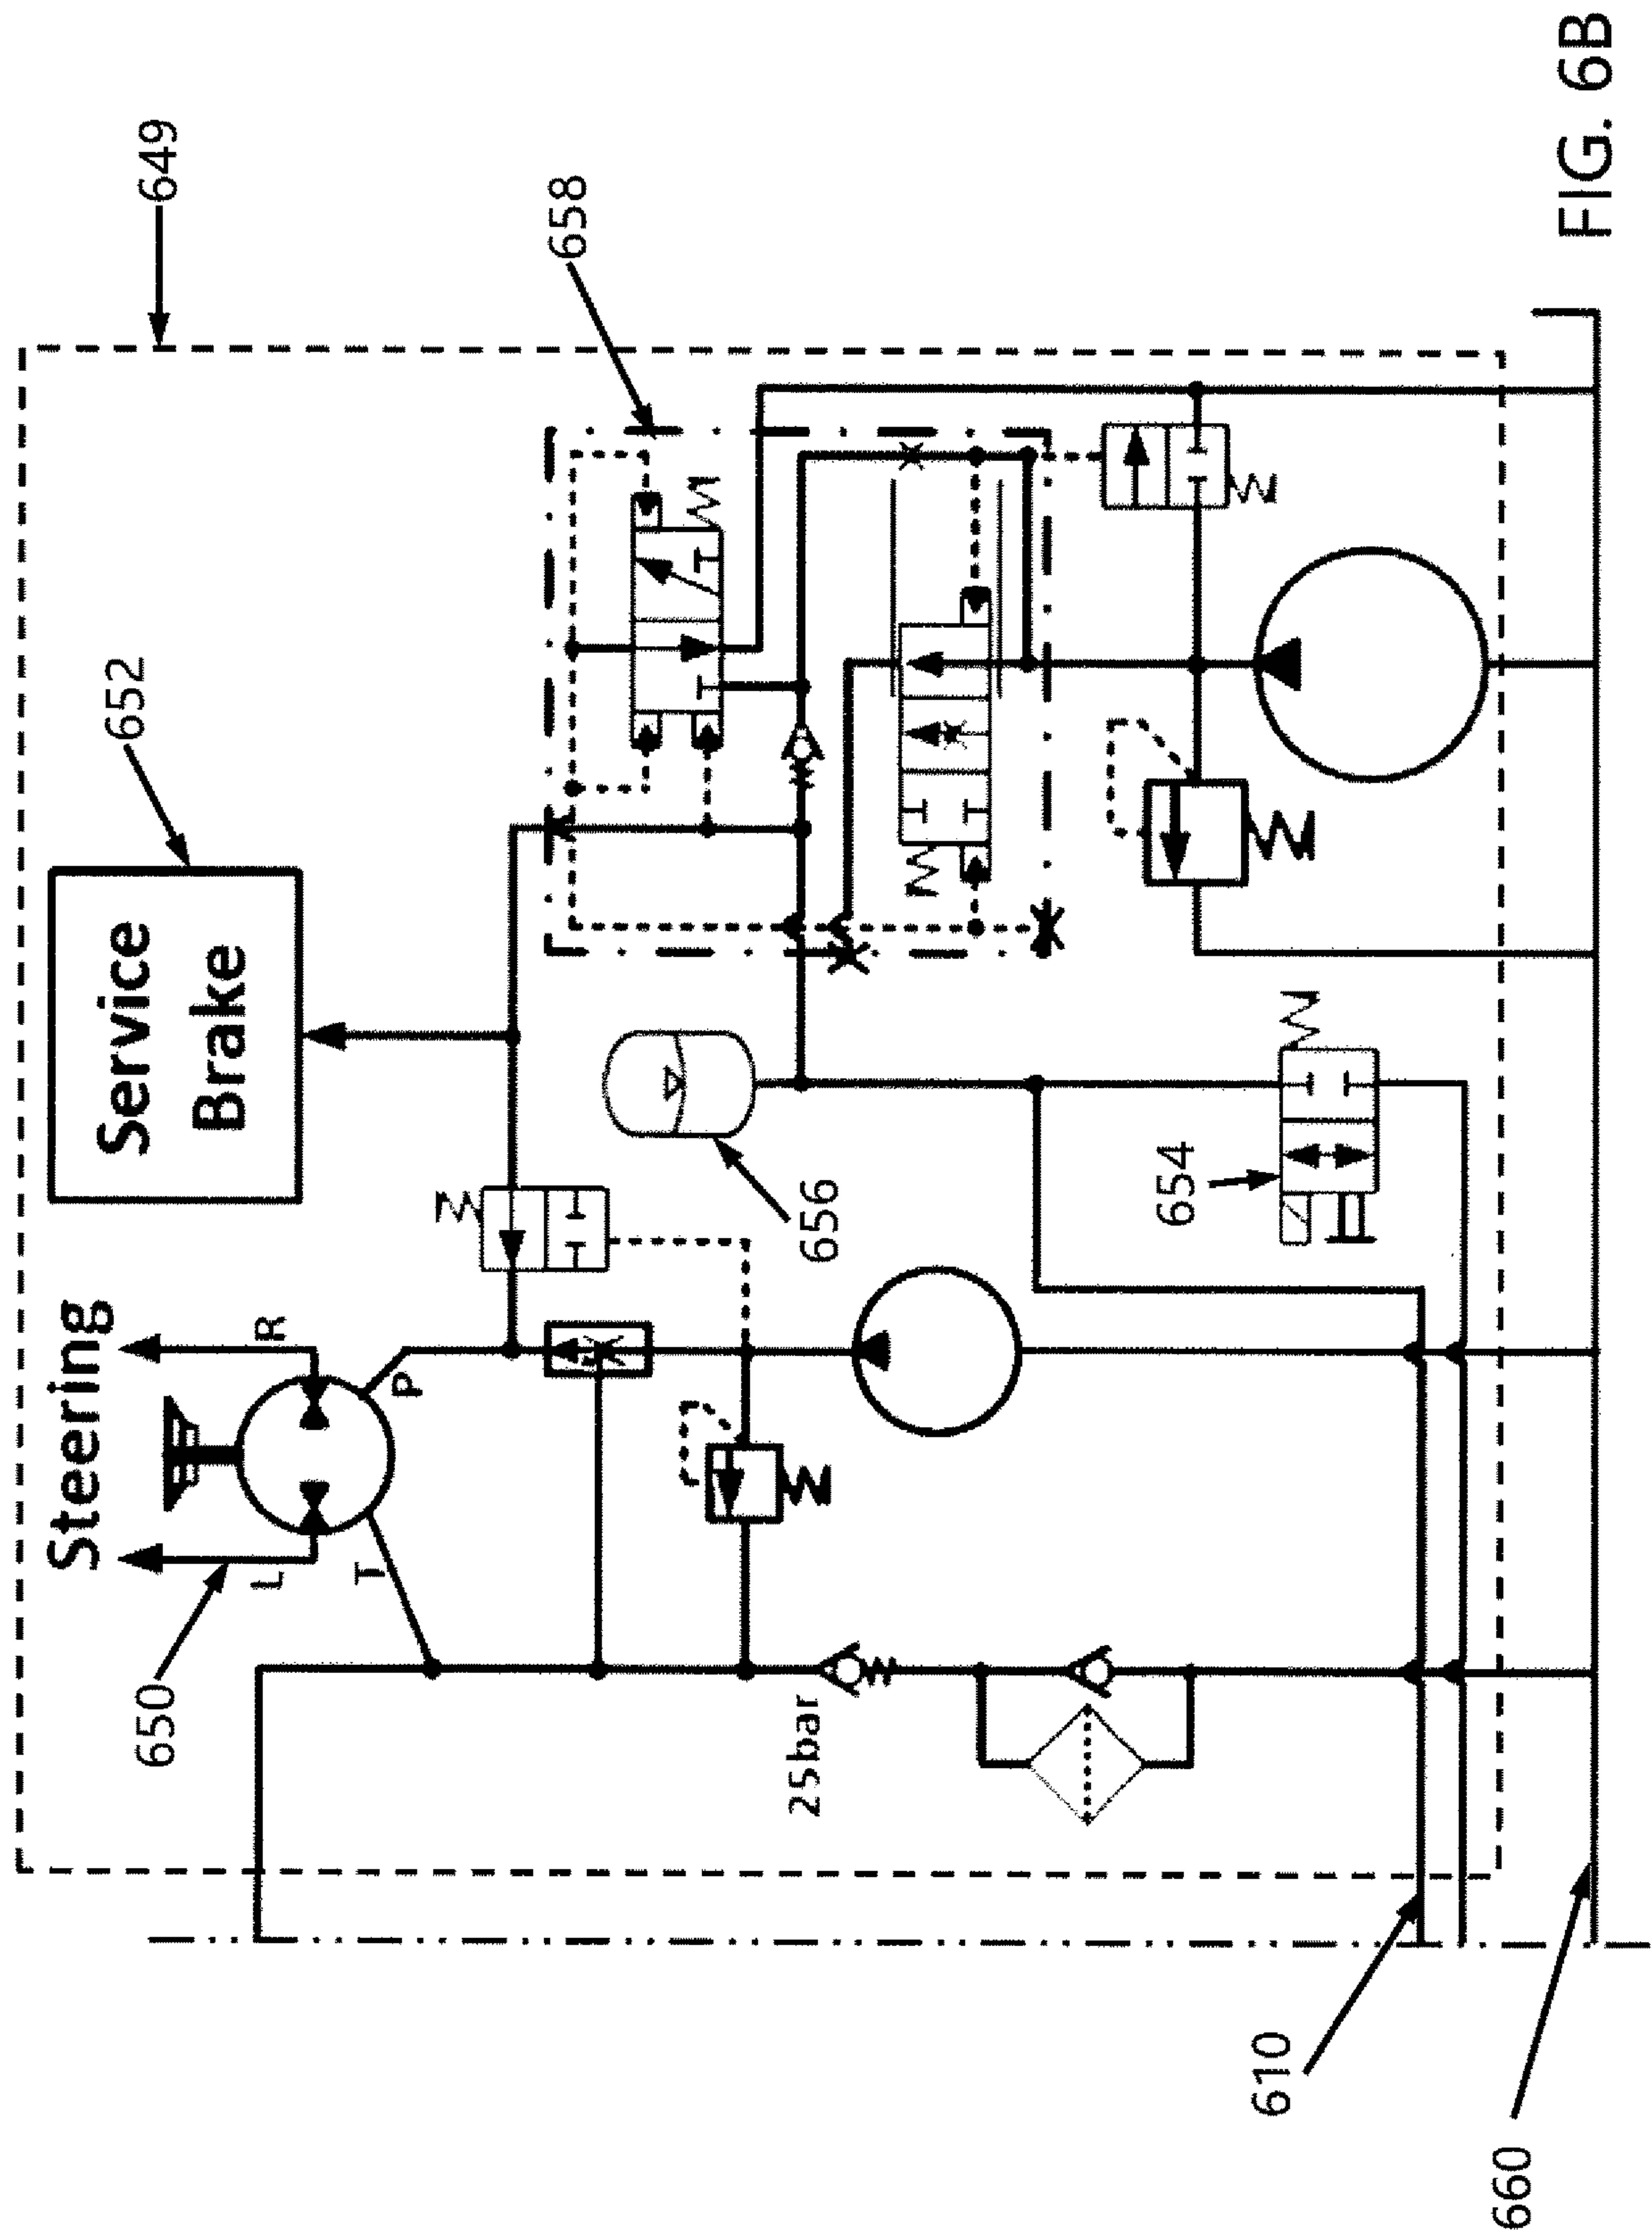 649
652
Service
Brake
658
Steering
650
L
R
T
P
656
654
25bar
610
660
FIG. 6B